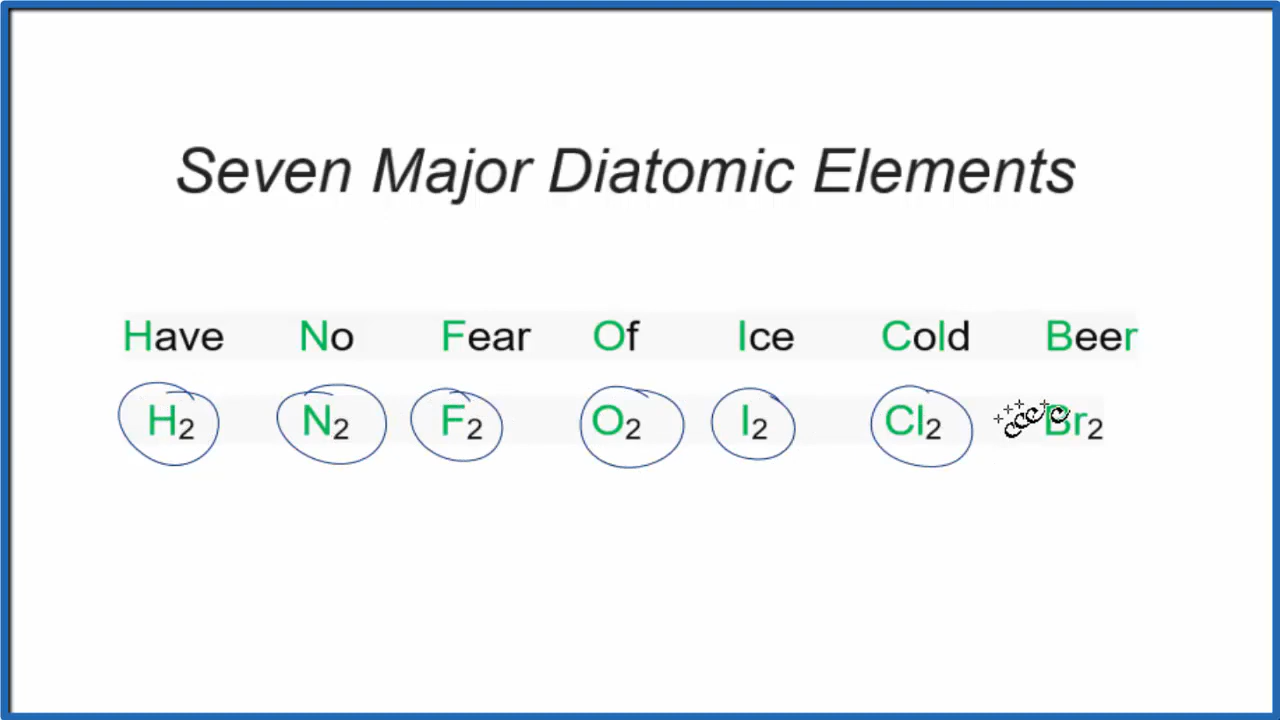 Seven Major Diatomic Elements
Have No Fear Of Ice Cold Beer
H₂ N₂ F₂ O₂ I₂ Cl₂ Br₂